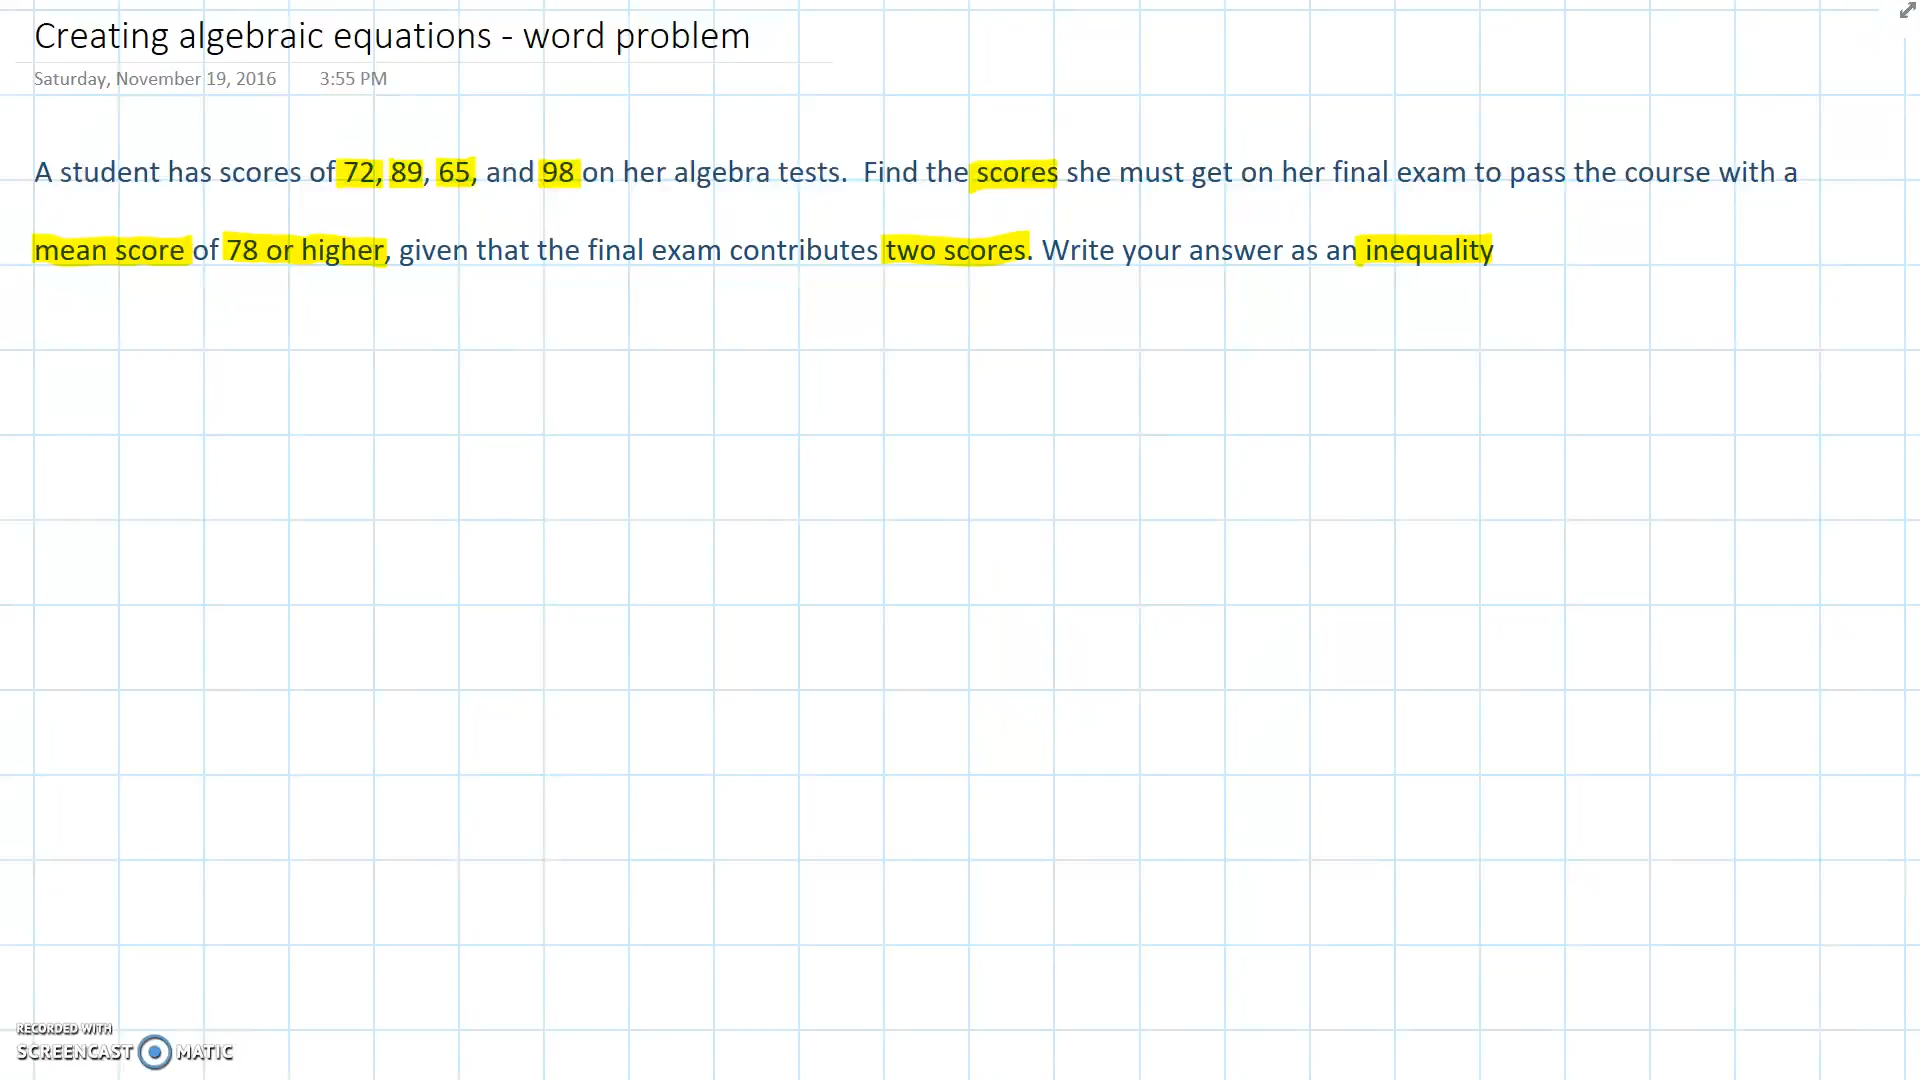 Creating algebraic equations - word problem
Saturday, November 19, 2016 3:55 PM
A student has scores of 72, 89, 65, and 98 on her algebra tests. Find the scores she must get on her final exam to pass the course with a
mean score of 78 or higher, given that the final exam contributes two scores. Write your answer as an inequality
RECORDED WITH
SCREENCAST MATIC